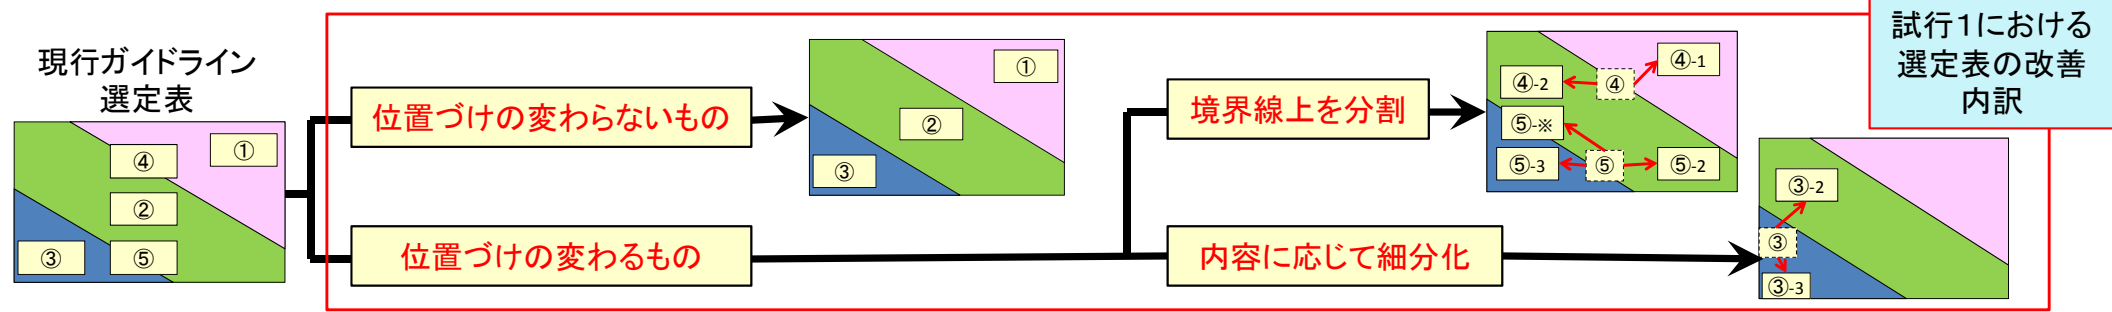 現行ガイドライン
選定表
④
①
②
③
⑤
位置づけの変わらないもの
位置づけの変わるもの
①
②
③
境界線上を分割
内容に応じて細分化
④-1
④-2
④
⑤-※
⑤-3
⑤
⑤-2
③-2
③
③-3
試行1における
選定表の改善
内訳